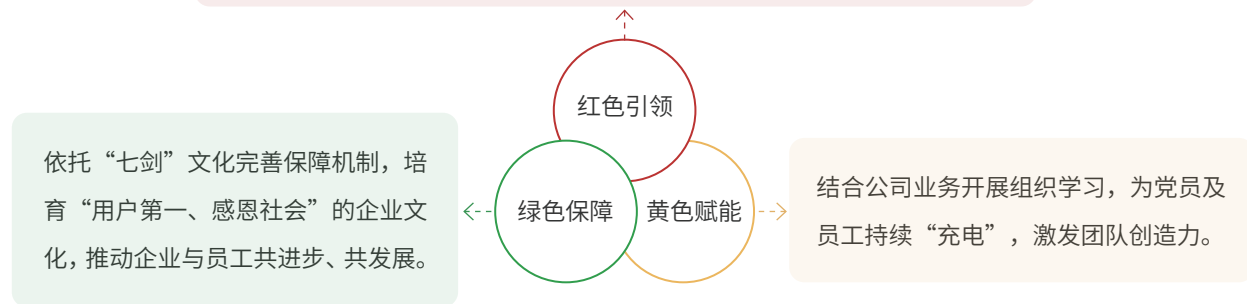 红色引领
依托“七剑”文化完善保障机制，培
育“用户第一、感恩社会”的企业文
化，推动企业与员工共进步、共发展。
绿色保障
黄色赋能
结合公司业务开展组织学习，为党员及
员工持续“充电”，激发团队创造力。